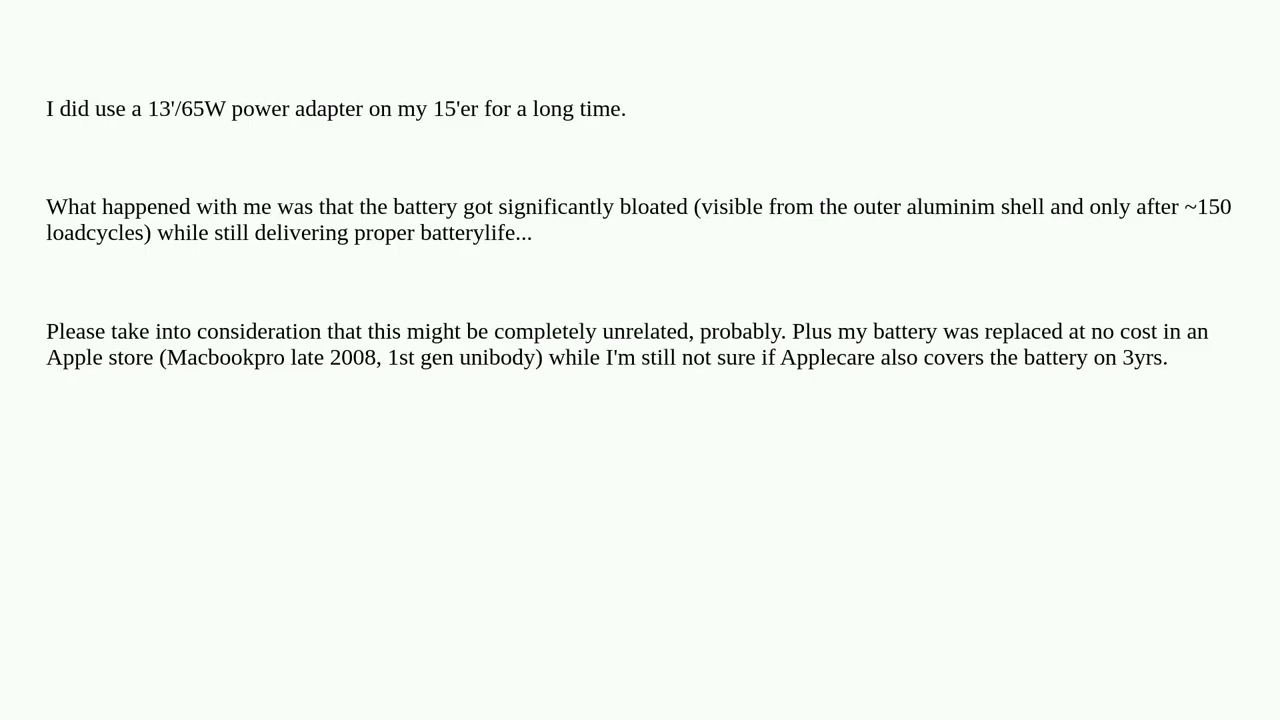 I did use a 13'/65W power adapter on my 15'er for a long time.
What happened with me was that the battery got significantly bloated (visible from the outer aluminim shell and only after ~150
loadcycles) while still delivering proper batterylife...
Please take into consideration that this might be completely unrelated, probably. Plus my battery was replaced at no cost in an
Apple store (Macbookpro late 2008, 1st gen unibody) while I'm still not sure if Applecare also covers the battery on 3yrs.